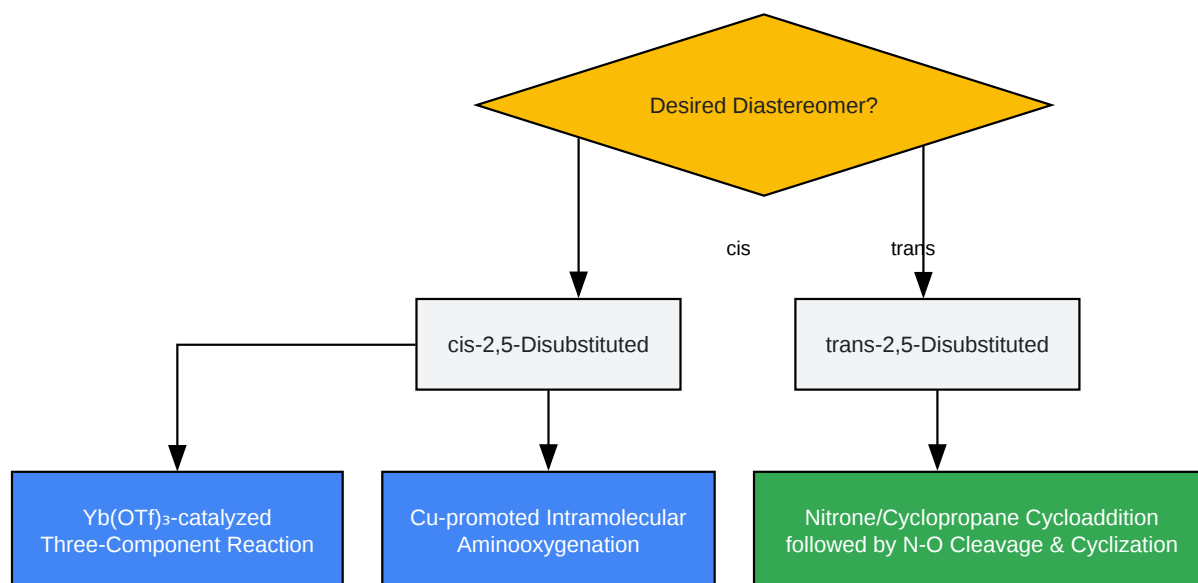 Desired Diastereomer?
cis
trans
cis-2,5-Disubstituted
trans-2,5-Disubstituted
Yb(OTf)₃-catalyzed
Three-Component Reaction
Cu-promoted Intramolecular
Aminooxygenation
Nitrone/Cyclopropane Cycloaddition
followed by N-O Cleavage & Cyclization